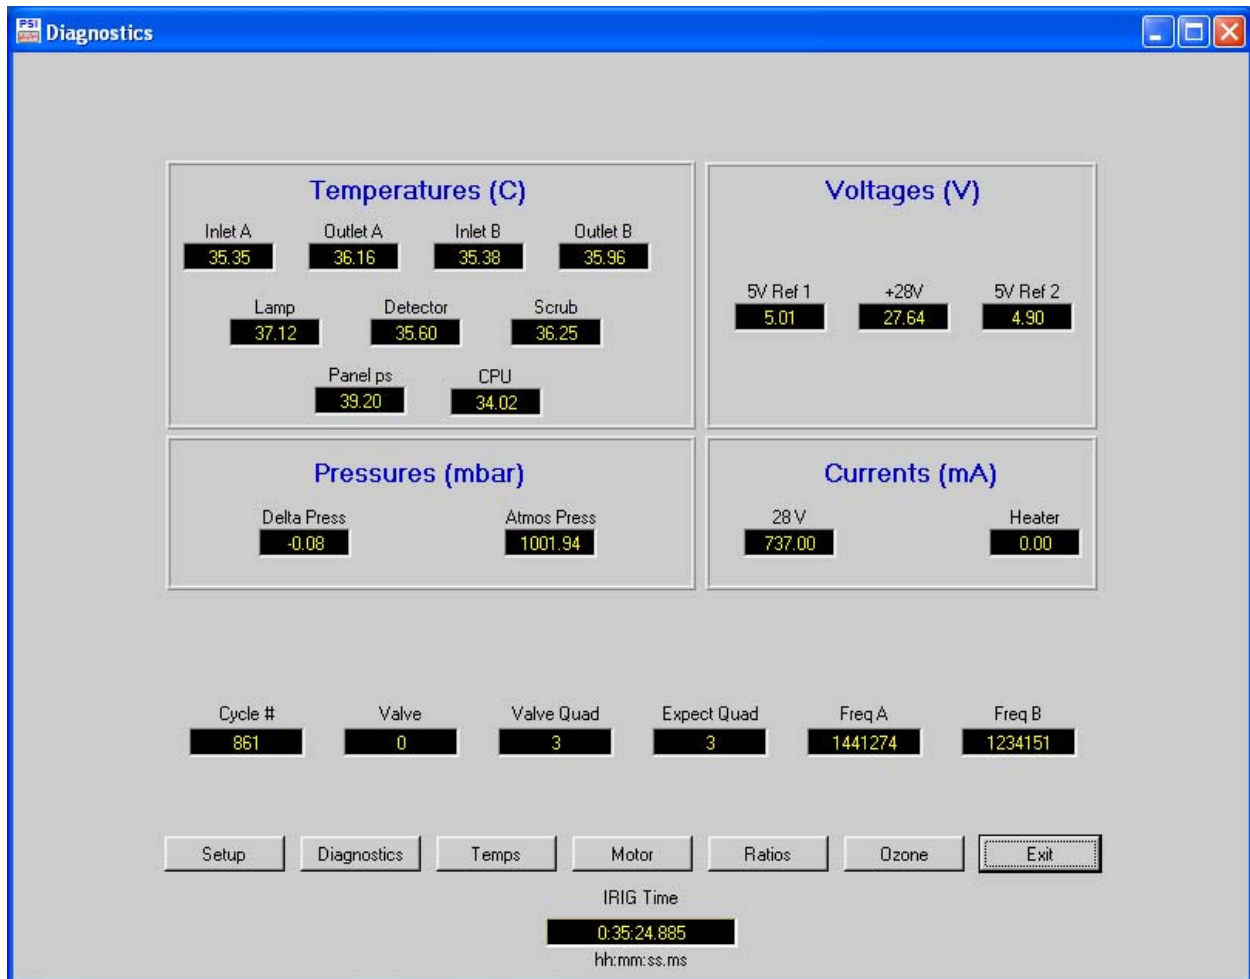 PSI
Diagnostics
Temperatures (C)
Inlet A Outlet A Inlet B Outlet B
35.35 36.16 35.38 35.96
Lamp Detector Scrub
37.12 35.60 36.25
Panel ps CPU
39.20 34.02
Voltages (V)
5V Ref 1 +28V 5V Ref 2
5.01 27.64 4.90
Pressures (mbar)
Delta Press Atmos Press
-0.08 1001.94
Currents (mA)
28 V Heater
737.00 0.00
Cycle # Valve Valve Quad Expect Quad Freq A Freq B
861 0 3 3 1441274 1234151
Setup Diagnostics Temps Motor Ratios Ozone Exit
IRIG Time
0:35:24.885
hh:mm:ss.ms